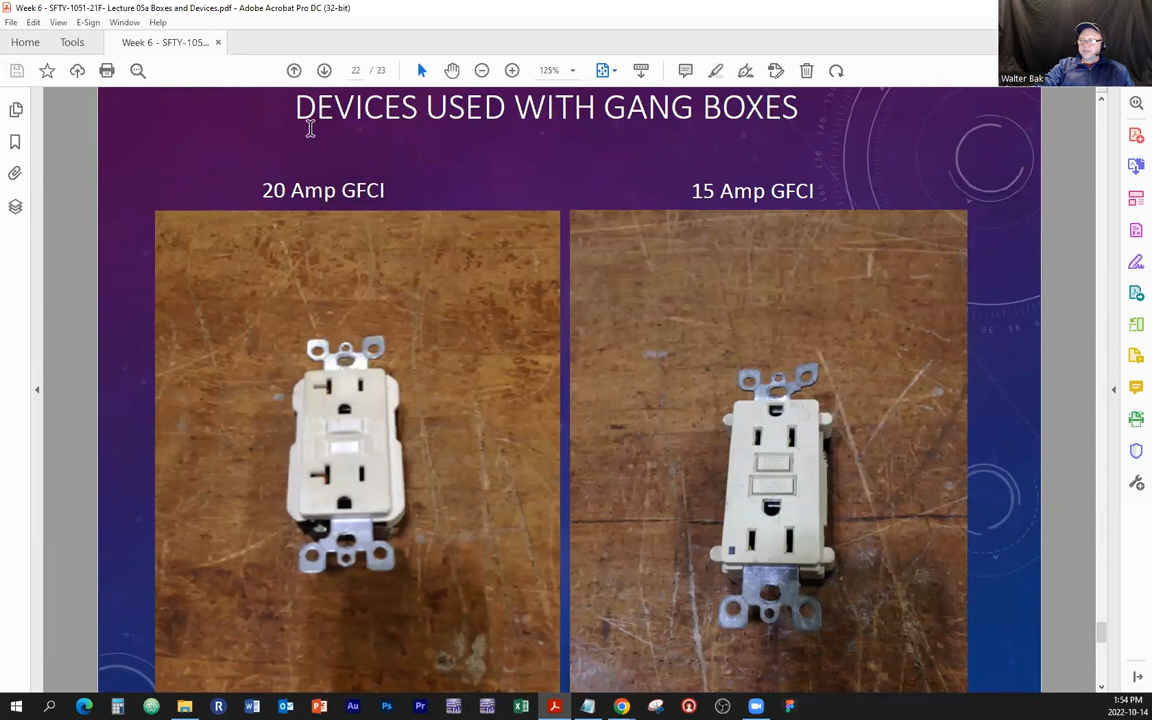 Week 6 - SFTY-1051-21F- Lecture 05a Boxes and Devices.pdf - Adobe Acrobat Pro DC (32-bit)
File Edit View E-Sign Window Help
Home Tools Week 6 - SFTY-105... ×
22 / 23 125%
Walter Bak
DEVICES USED WITH GANG BOXES
20 Amp GFCI
15 Amp GFCI
1:54 PM
2022-10-14